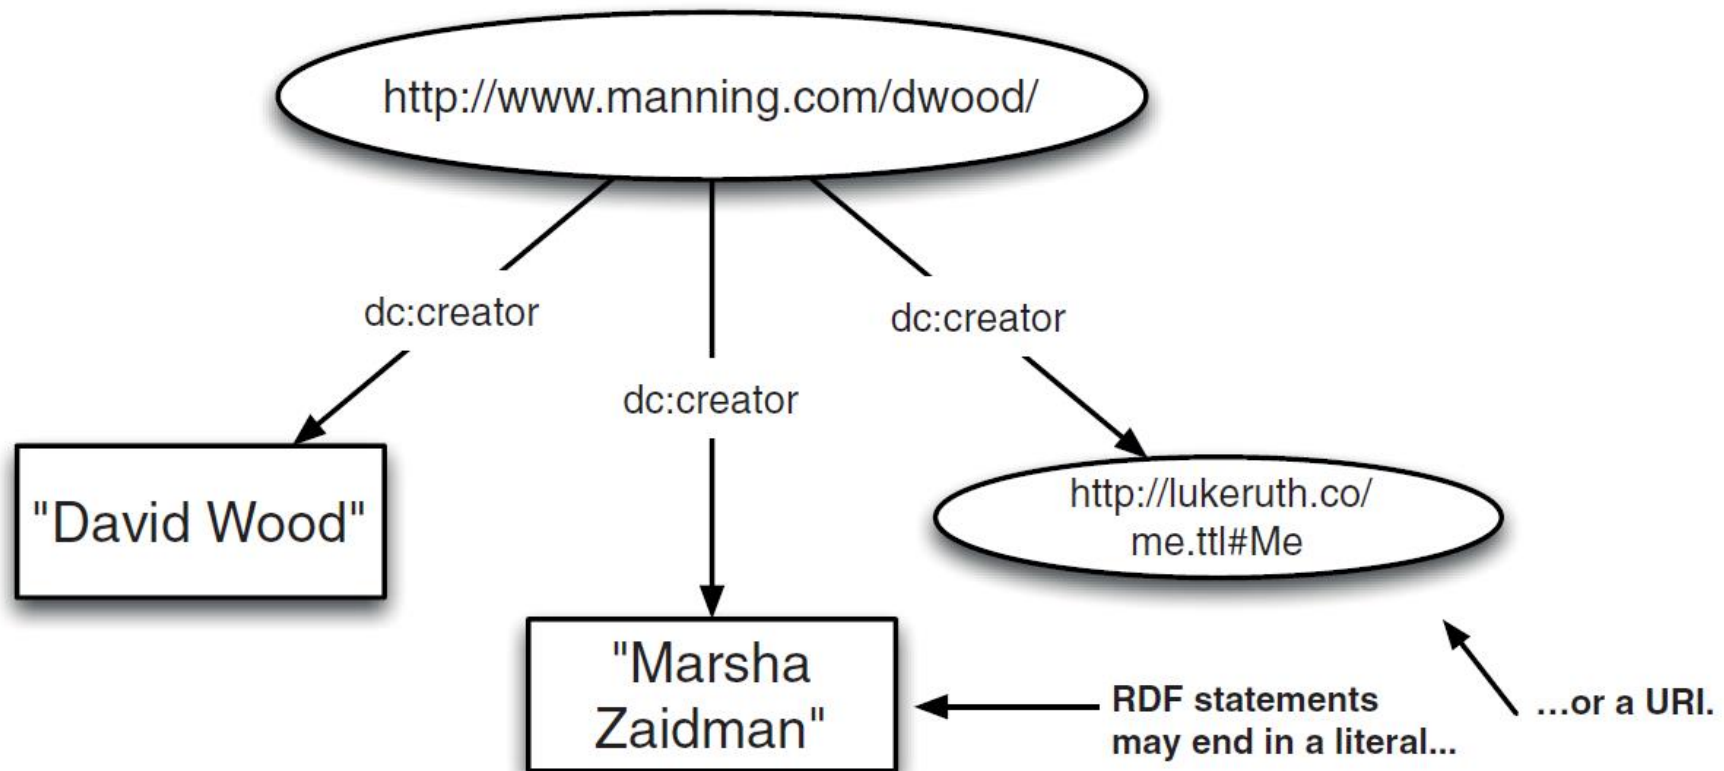 http://www.manning.com/dwood/
dc:creator
dc:creator
dc:creator
"David Wood"
http://lukeruth.co/
me.ttl#Me
"Marsha
Zaidman"
RDF statements
may end in a literal...
...or a URI.